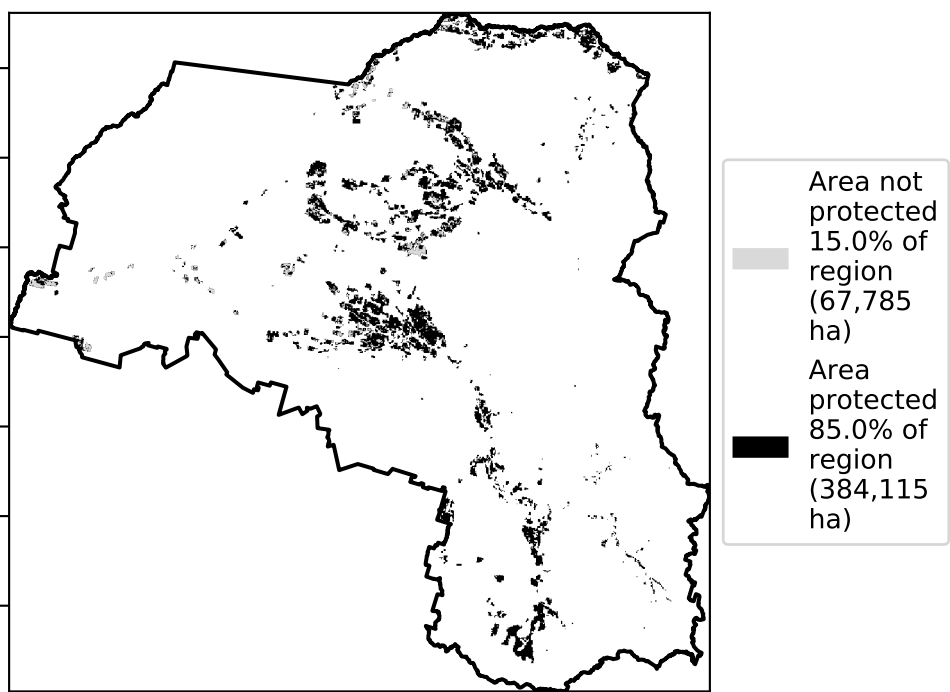 Area not
protected
15.0% of
region
(67,785
ha)
Area
protected
85.0% of
region
(384,115
ha)